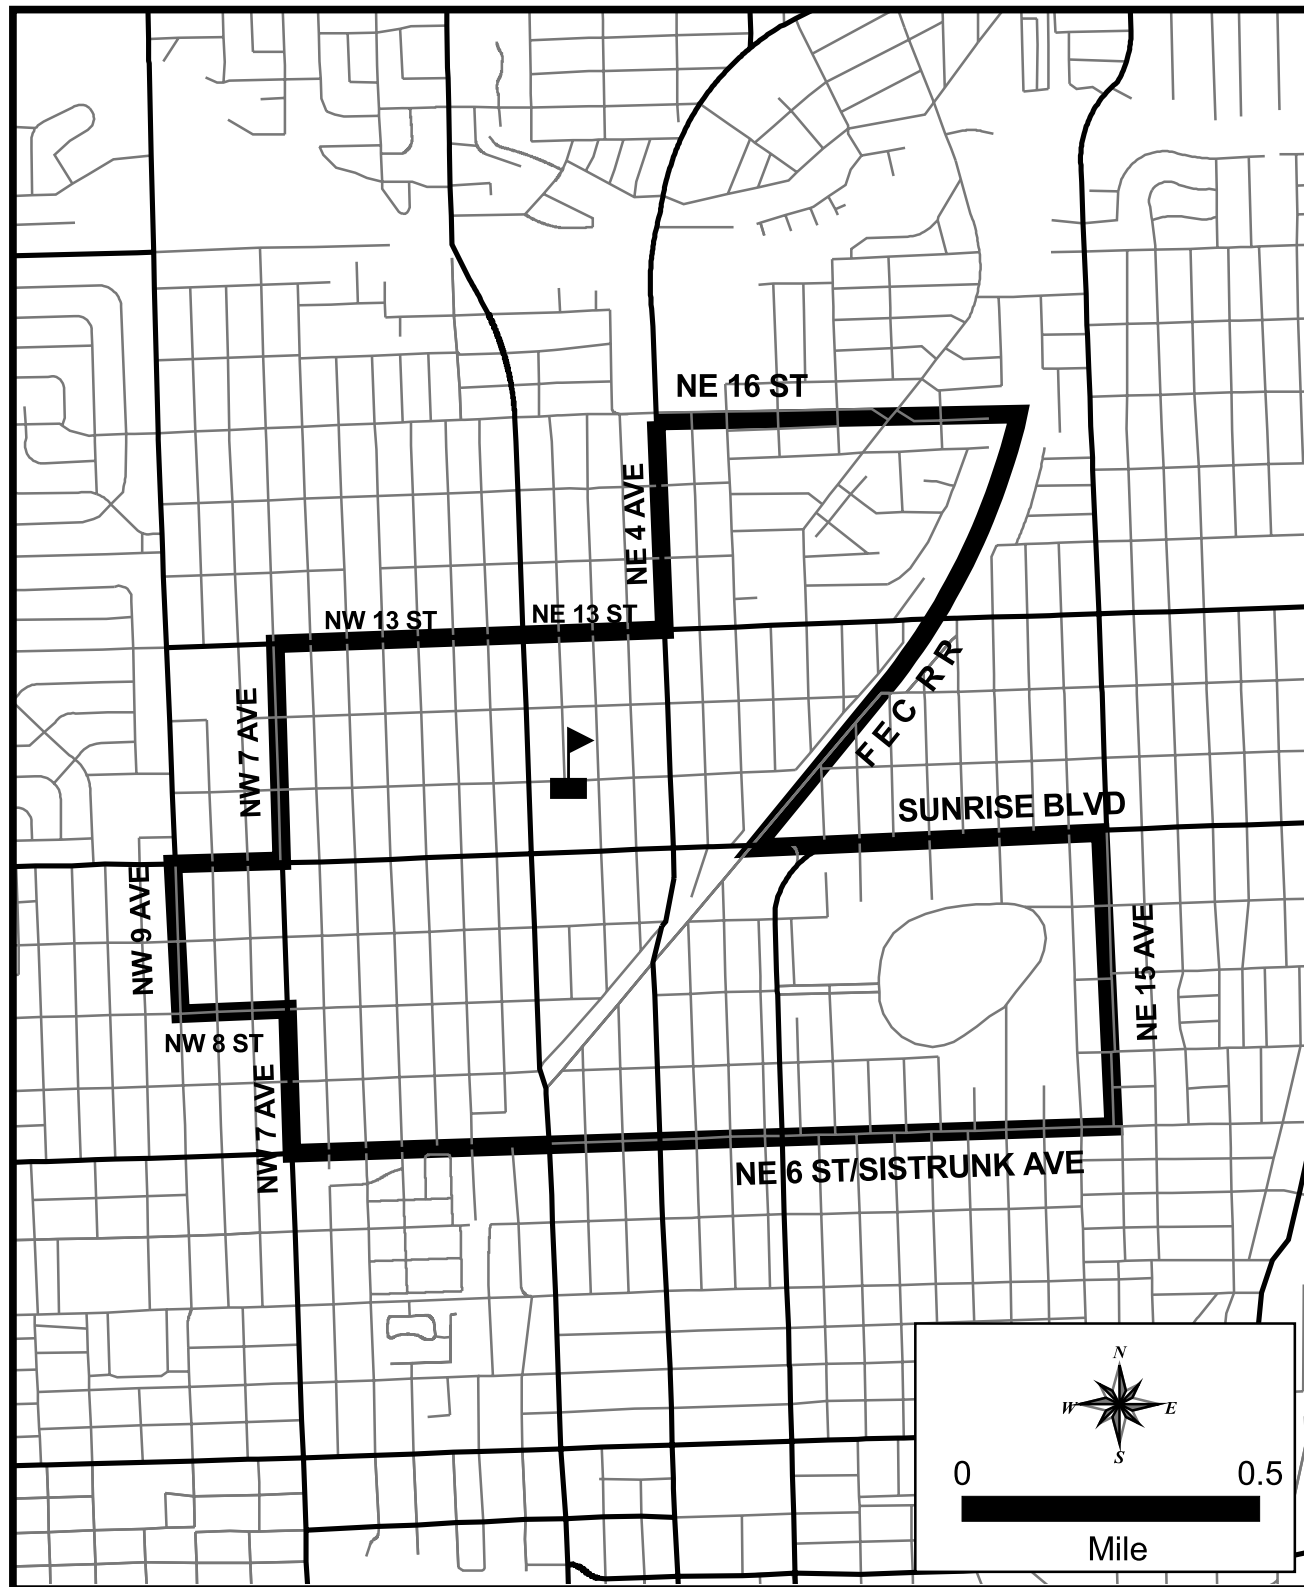 NE 16 ST
NE 4 AVE
NW 13 ST
NE 13 ST
NW 7 AVE
FEC RR
SUNRISE BLVD
NW 9 AVE
NE 15 AVE
NW 8 ST
NW 7 AVE
NE 6 ST/SISTRUNK AVE
N
W
E
S
0
0.5
Mile